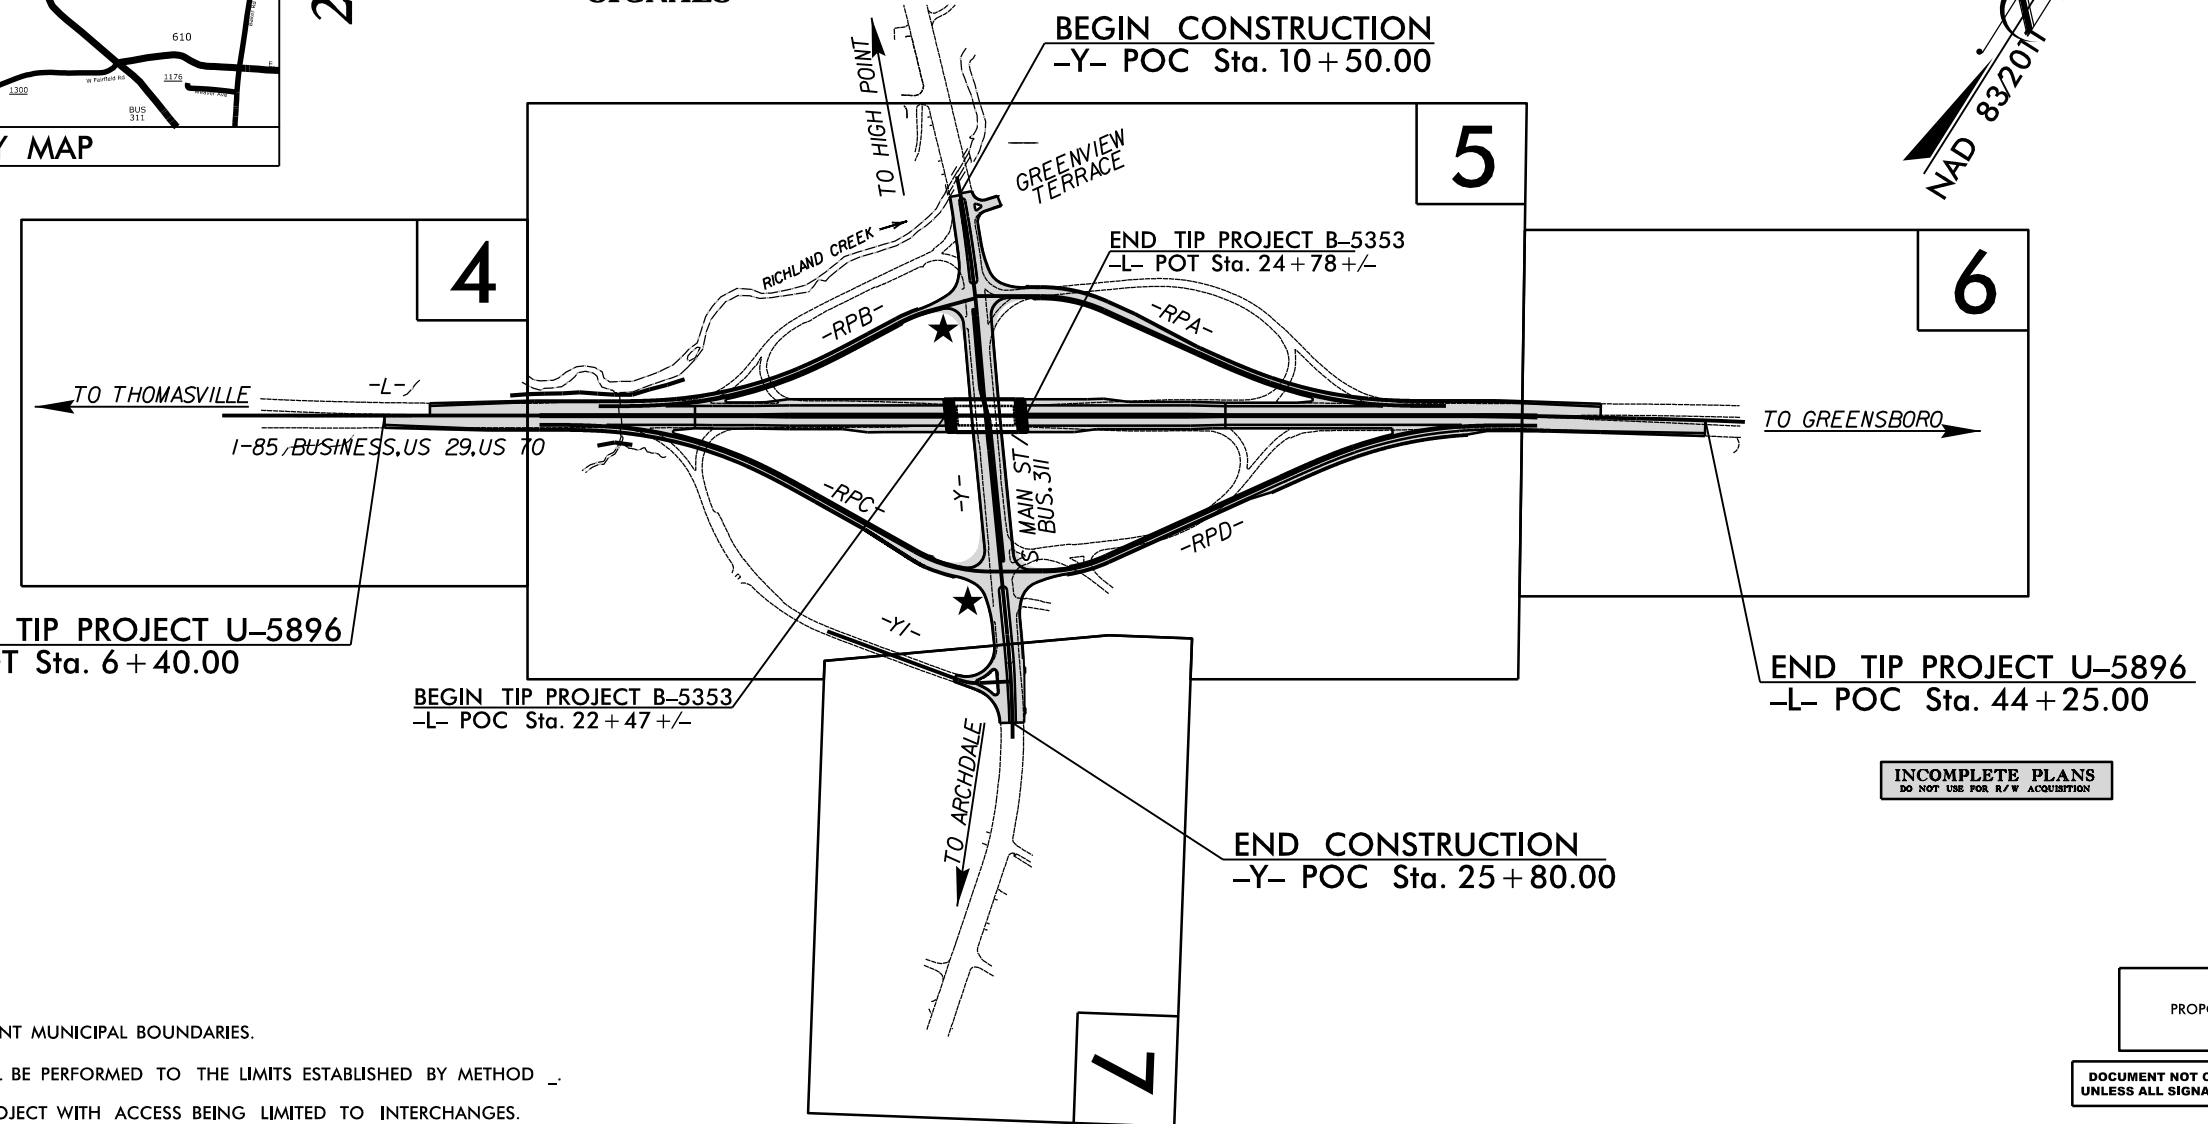 610
1300
W Fairfield Rd
1176
BUS
311
MAP
2
BEGIN CONSTRUCTION
–Y– POC Sta. 10+50.00
TO HIGH POINT
GREENVIEW
TERRACE
NAD 83/2011
4
5
6
7
RICHLAND CREEK
END TIP PROJECT B–5353
–L– POT Sta. 24+78+/–
-RPB-
-RPA-
TO THOMASVILLE
-L-
I-85 BUSINESS,US 29,US 70
TO GREENSBORO
-RPC-
-Y-
S MAIN ST /
BUS.311
-RPD-
-Y1-
TIP PROJECT U–5896
T Sta. 6+40.00
BEGIN TIP PROJECT B–5353
–L– POC Sta. 22+47+/–
END TIP PROJECT U–5896
–L– POC Sta. 44+25.00
INCOMPLETE PLANS
DO NOT USE FOR R/W ACQUISITION
TO ARCHDALE
END CONSTRUCTION
–Y– POC Sta. 25+80.00
NT MUNICIPAL BOUNDARIES.
BE PERFORMED TO THE LIMITS ESTABLISHED BY METHOD _.
OJECT WITH ACCESS BEING LIMITED TO INTERCHANGES.
PROP
DOCUMENT NOT
UNLESS ALL SIGNA